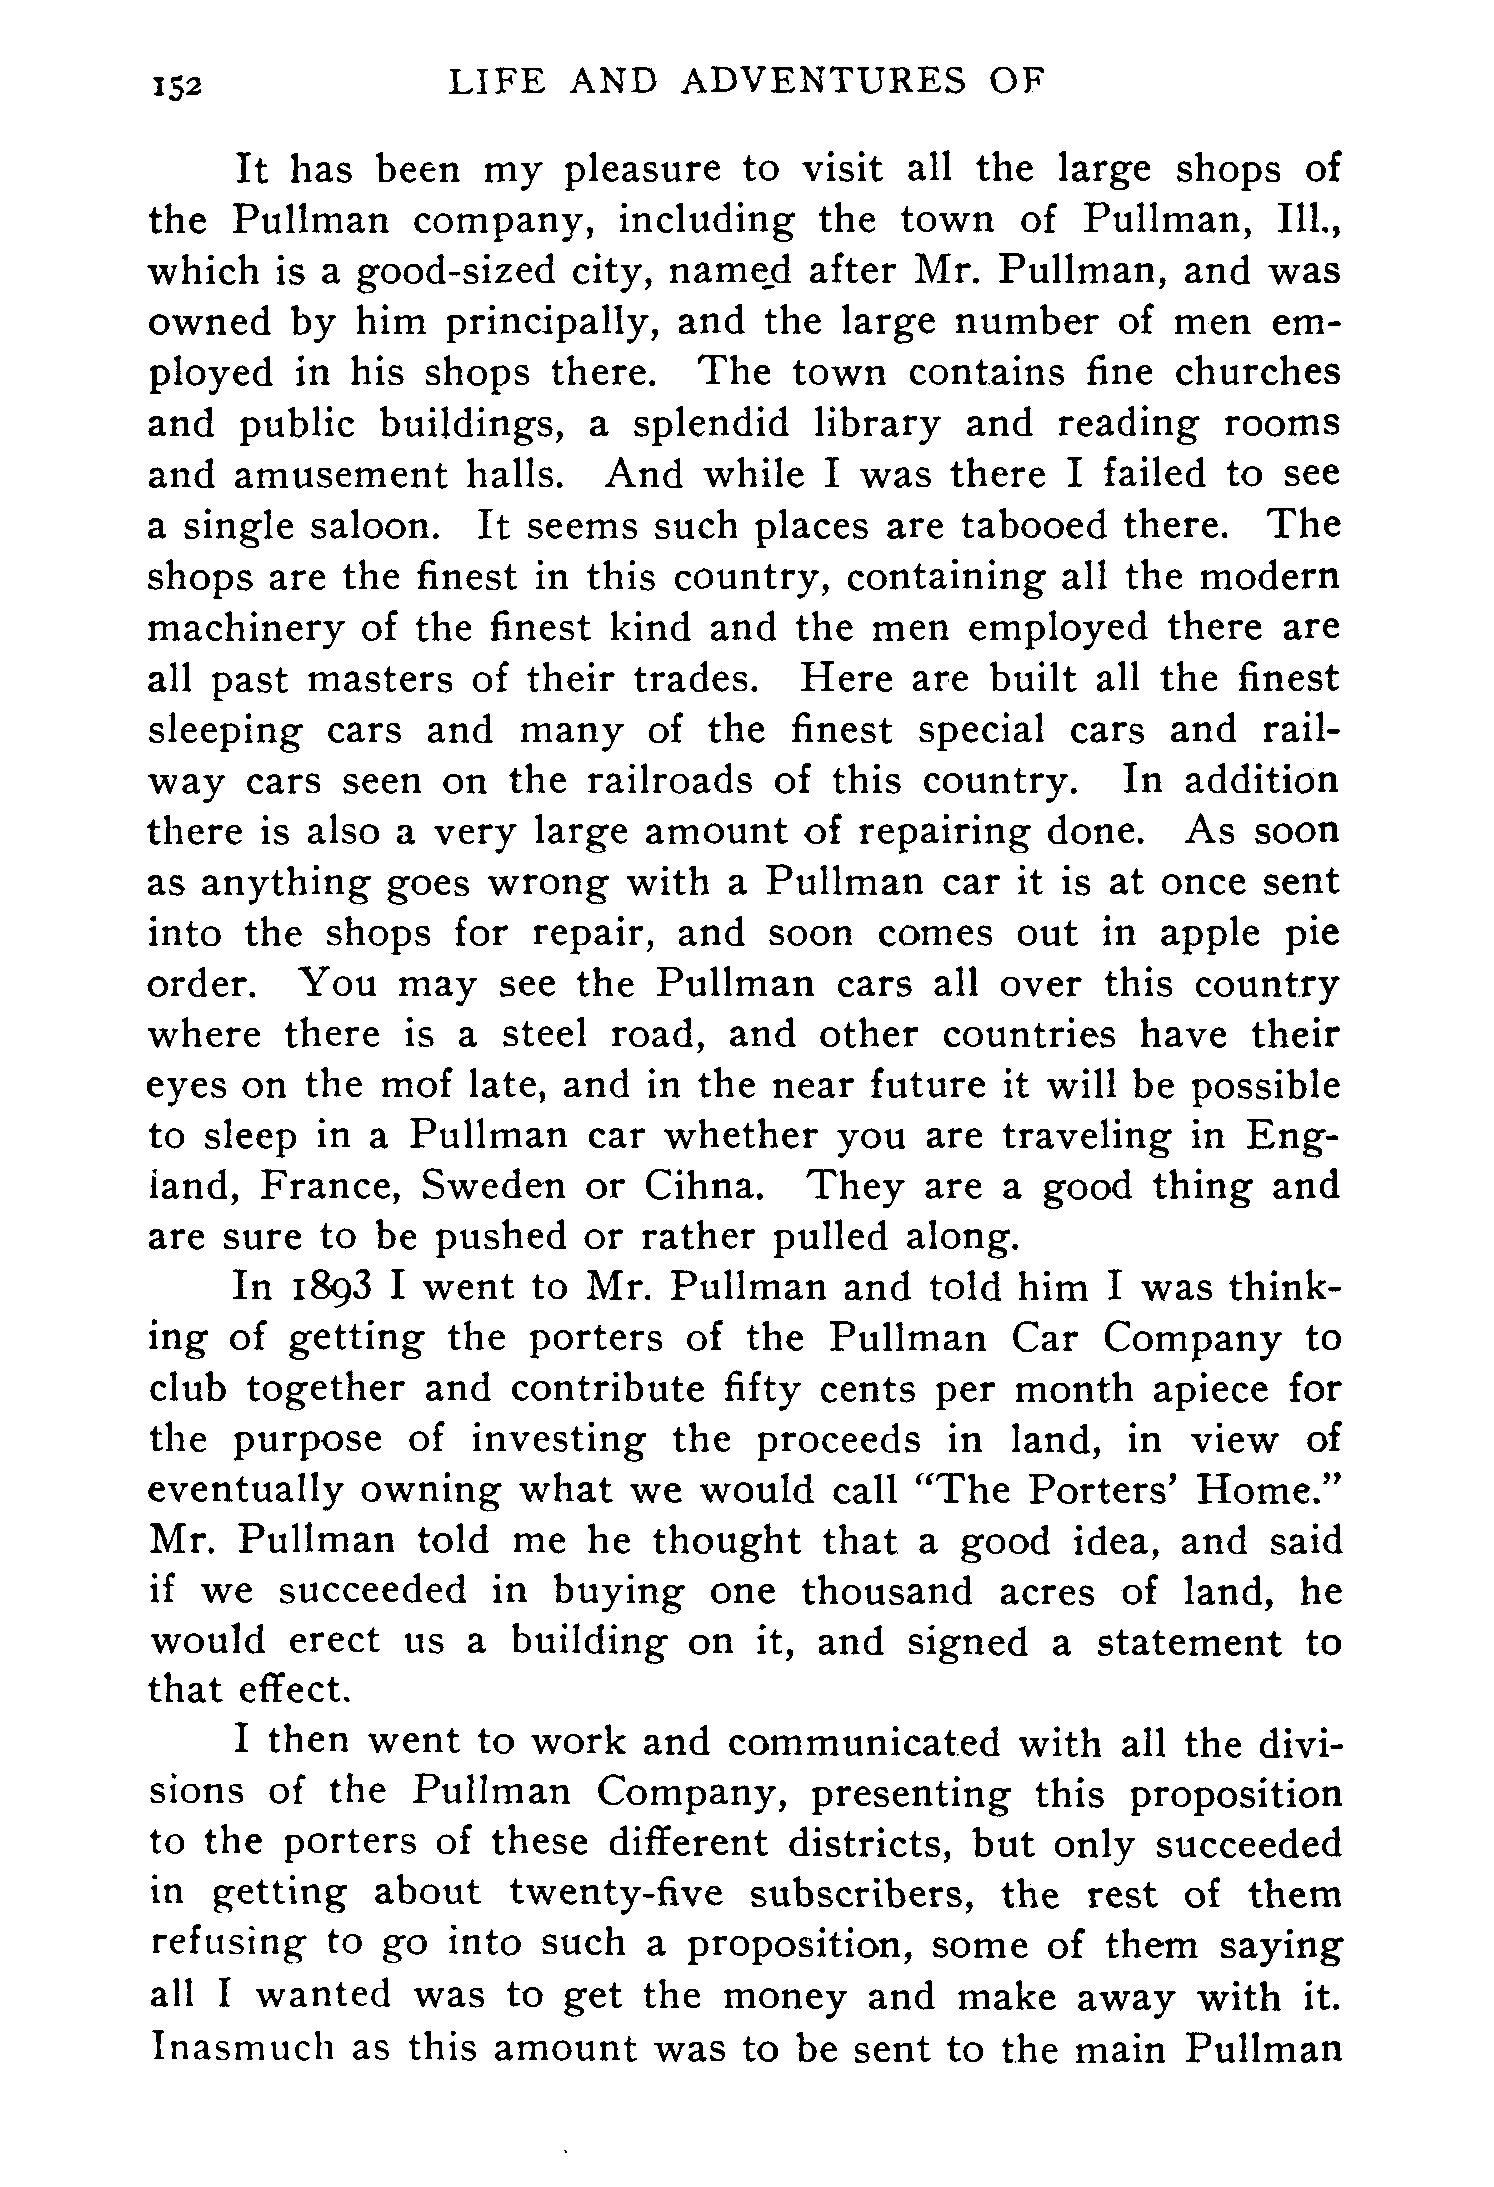 152 LIFE AND ADVENTURES OF
It has been my pleasure to visit all the large shops of
the Pullman company, including the town of Pullman, Ill.,
which is a good-sized city, named after Mr. Pullman, and was
owned by him principally, and the large number of men em-
ployed in his shops there. The town contains fine churches
and public buildings, a splendid library and reading rooms
and amusement halls. And while I was there I failed to see
a single saloon. It seems such places are tabooed there. The
shops are the finest in this country, containing all the modern
machinery of the finest kind and the men employed there are
all past masters of their trades. Here are built all the finest
sleeping cars and many of the finest special cars and rail-
way cars seen on the railroads of this country. In addition
there is also a very large amount of repairing done. As soon
as anything goes wrong with a Pullman car it is at once sent
into the shops for repair, and soon comes out in apple pie
order. You may see the Pullman cars all over this country
where there is a steel road, and other countries have their
eyes on the mof late, and in the near future it will be possible
to sleep in a Pullman car whether you are traveling in Eng-
land, France, Sweden or Cihna. They are a good thing and
are sure to be pushed or rather pulled along.
In 1893 I went to Mr. Pullman and told him I was think-
ing of getting the porters of the Pullman Car Company to
club together and contribute fifty cents per month apiece for
the purpose of investing the proceeds in land, in view of
eventually owning what we would call "The Porters' Home."
Mr. Pullman told me he thought that a good idea, and said
if we succeeded in buying one thousand acres of land, he
would erect us a building on it, and signed a statement to
that effect.
I then went to work and communicated with all the divi-
sions of the Pullman Company, presenting this proposition
to the porters of these different districts, but only succeeded
in getting about twenty-five subscribers, the rest of them
refusing to go into such a proposition, some of them saying
all I wanted was to get the money and make away with it.
Inasmuch as this amount was to be sent to the main Pullman